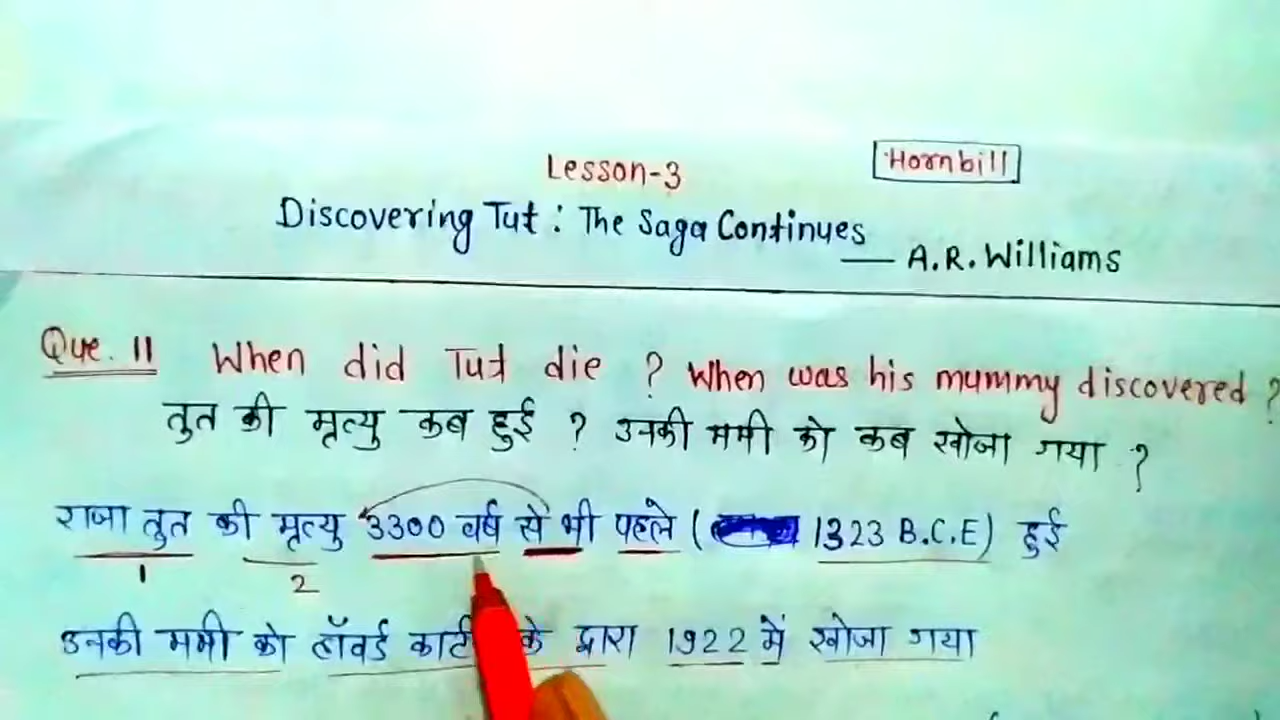 Lesson-3
Hornbill
Discovering Tut : The Saga Continues
— A.R. Williams
Que. 11 When did Tut die ? When was his mummy discovered ?
तुत की मृत्यु कब हुई ? उनकी ममी को कब खोजा गया ?
राजा तुत की मृत्यु 3300 वर्ष से भी पहले ( 1323 B.C.E) हुई
1 2
उनकी ममी को हॉवर्ड के द्वारा 1922 में खोजा गया